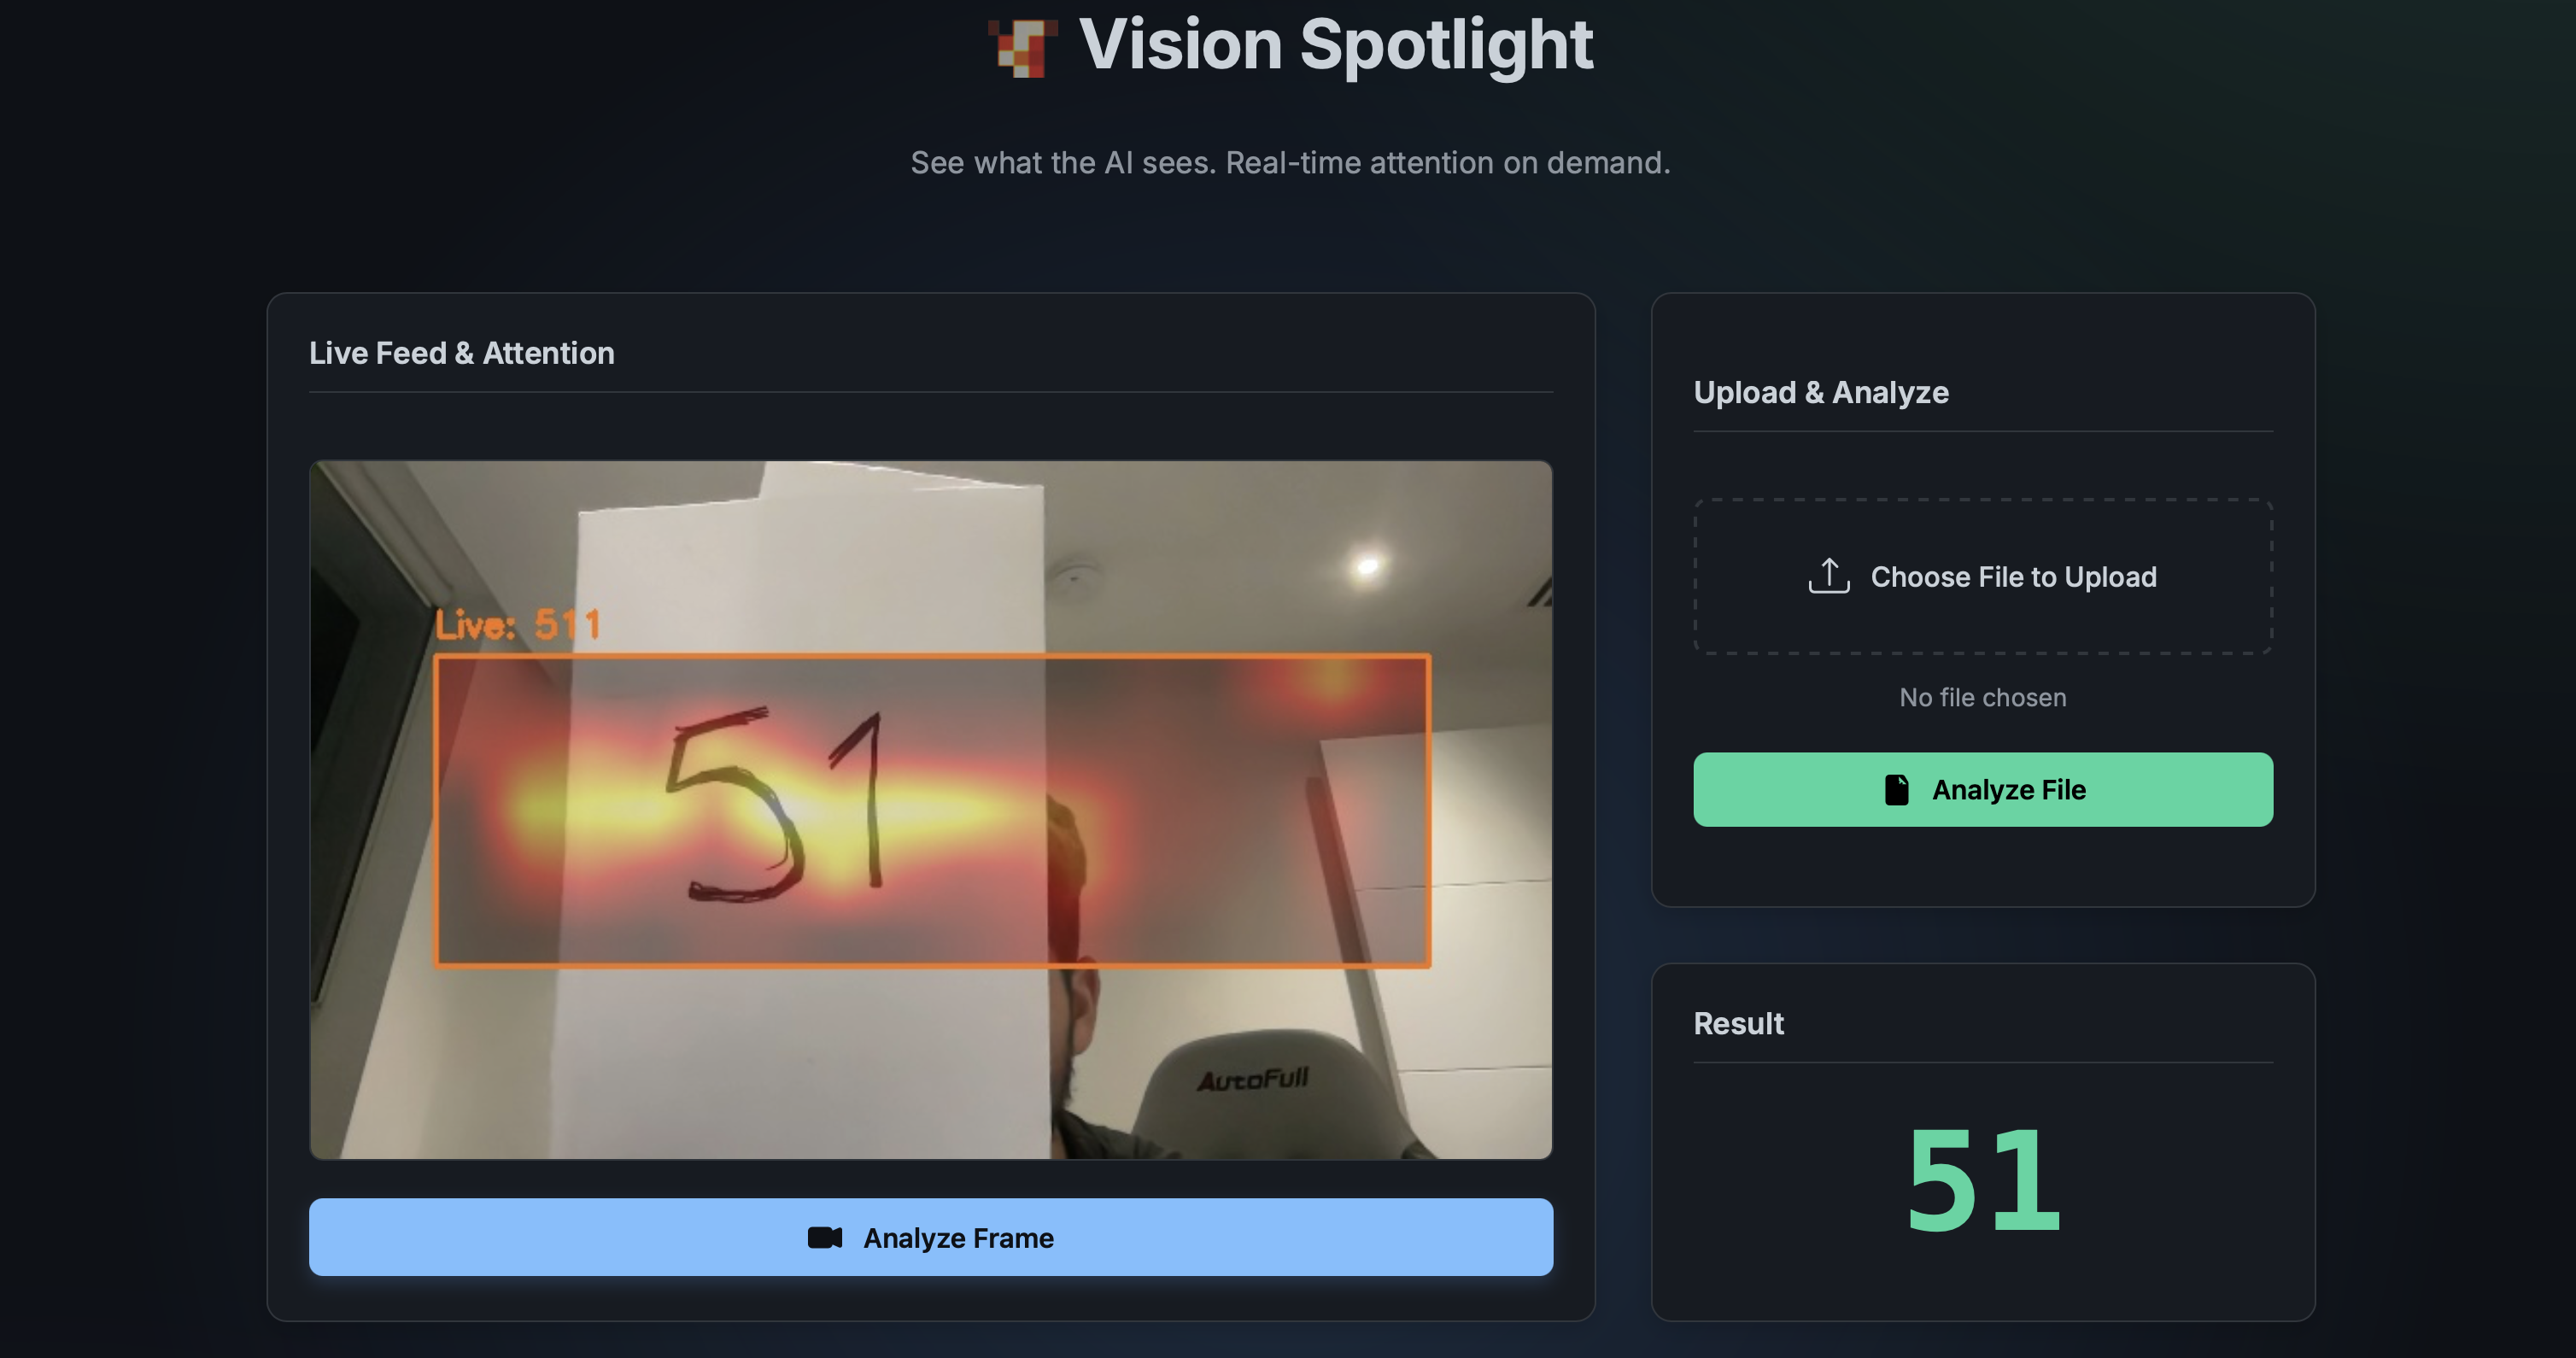 Vision Spotlight
See what the AI sees. Real-time attention on demand.
Live Feed & Attention
Live: 511
51
AutoFull
Analyze Frame
Upload & Analyze
Choose File to Upload
No file chosen
Analyze File
Result
51